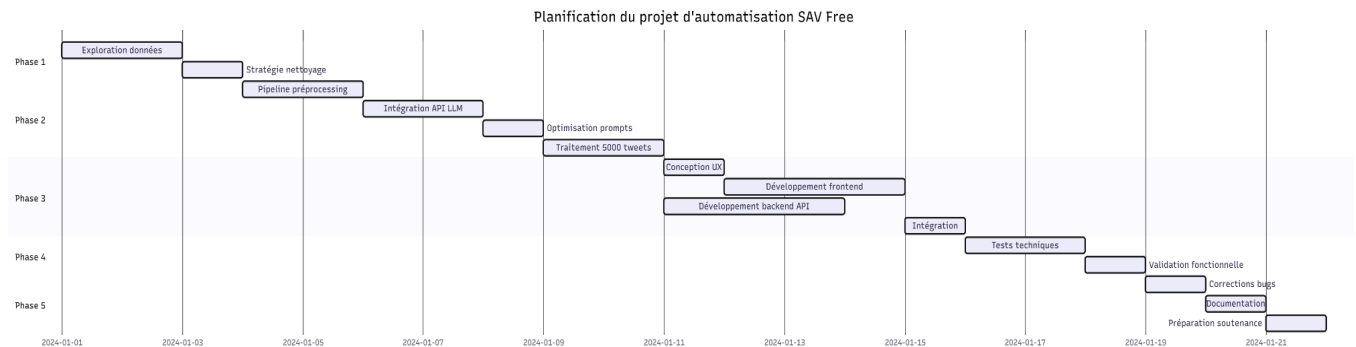 Planification du projet d'automatisation SAV Free
Phase 1
Exploration données
Stratégie nettoyage
Pipeline préprocessing
Phase 2
Intégration API LLM
Optimisation prompts
Traitement 5000 tweets
Phase 3
Conception UX
Développement frontend
Développement backend API
Intégration
Phase 4
Tests techniques
Validation fonctionnelle
Corrections bugs
Phase 5
Documentation
Préparation soutenance
2024-01-01
2024-01-03
2024-01-05
2024-01-07
2024-01-09
2024-01-11
2024-01-13
2024-01-15
2024-01-17
2024-01-19
2024-01-21